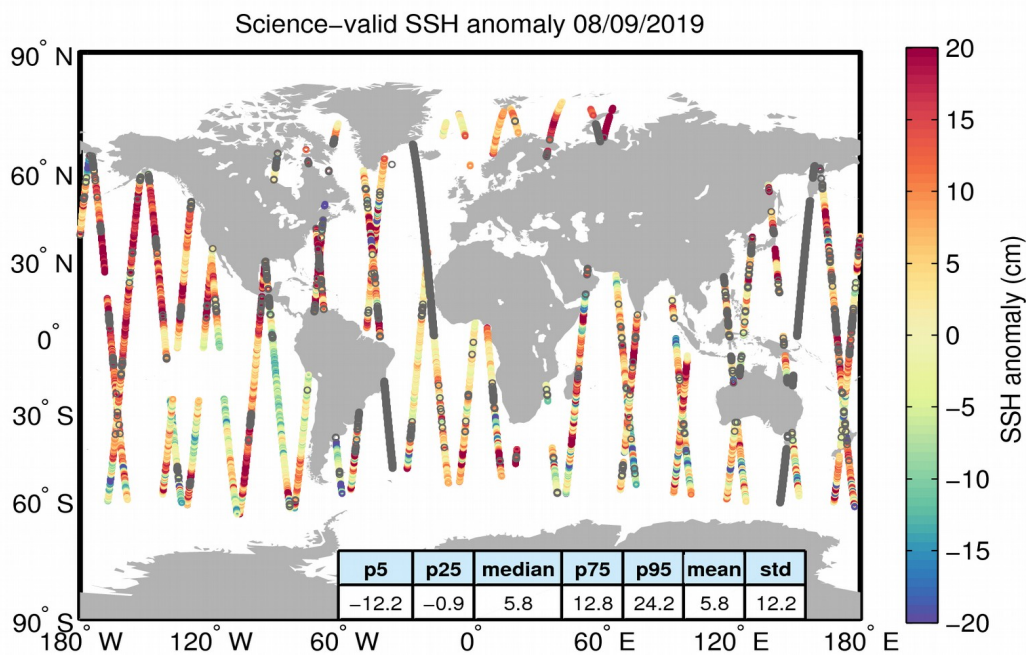 Science−valid SSH anomaly 08/09/2019
90° N
60° N
30° N
0°
30° S
60° S
90° S
180° W
120° W
60° W
0°
60° E
120° E
180° E
p5 p25 median p75 p95 mean std
−12.2 −0.9 5.8 12.8 24.2 5.8 12.2
20
15
10
5
0
−5
−10
−15
−20
SSH anomaly (cm)